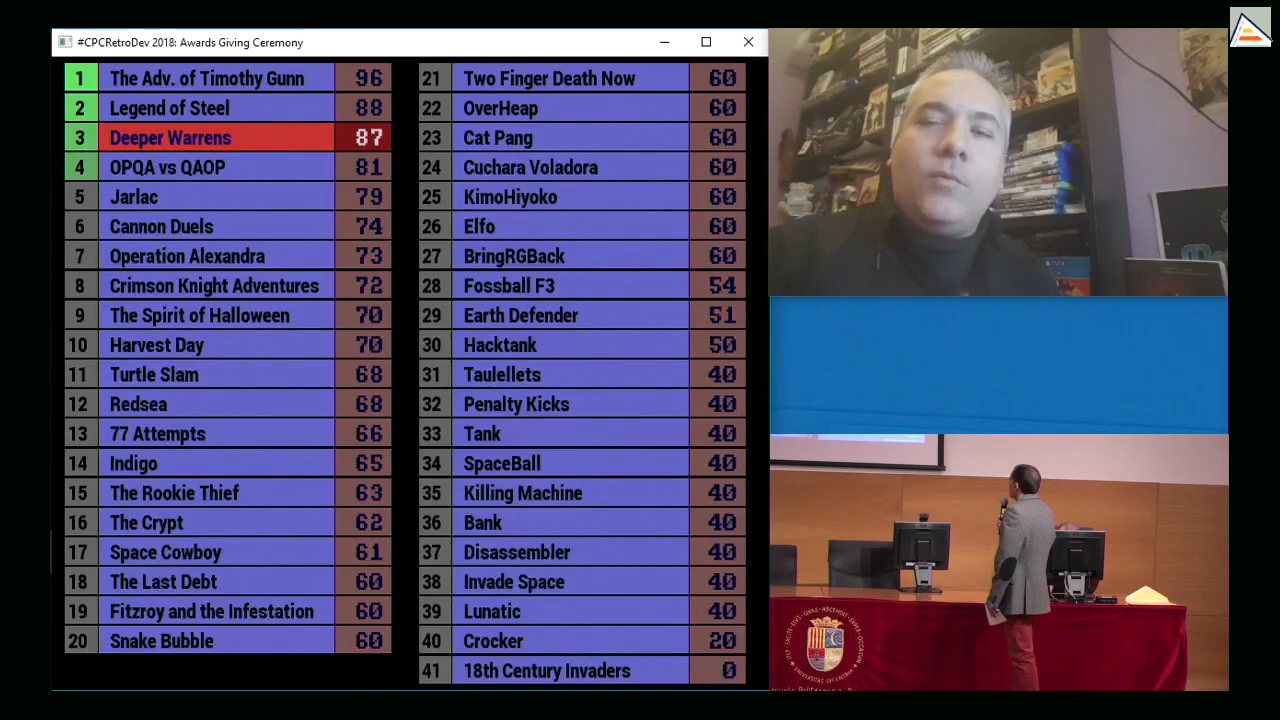 #CPCRetroDev 2018: Awards Giving Ceremony
1 The Adv. of Timothy Gunn 96
2 Legend of Steel 88
3 Deeper Warrens 87
4 OPQA vs QAOP 81
5 Jarlac 79
6 Cannon Duels 74
7 Operation Alexandra 73
8 Crimson Knight Adventures 72
9 The Spirit of Halloween 70
10 Harvest Day 70
11 Turtle Slam 68
12 Redsea 68
13 77 Attempts 66
14 Indigo 65
15 The Rookie Thief 63
16 The Crypt 62
17 Space Cowboy 61
18 The Last Debt 60
19 Fitzroy and the Infestation 60
20 Snake Bubble 60
21 Two Finger Death Now 60
22 OverHeap 60
23 Cat Pang 60
24 Cuchara Voladora 60
25 KimoHiyoko 60
26 Elfo 60
27 BringRGBack 60
28 Fossball F3 54
29 Earth Defender 51
30 Hacktank 50
31 Taulellets 40
32 Penalty Kicks 40
33 Tank 40
34 SpaceBall 40
35 Killing Machine 40
36 Bank 40
37 Disassembler 40
38 Invade Space 40
39 Lunatic 40
40 Crocker 20
41 18th Century Invaders 0